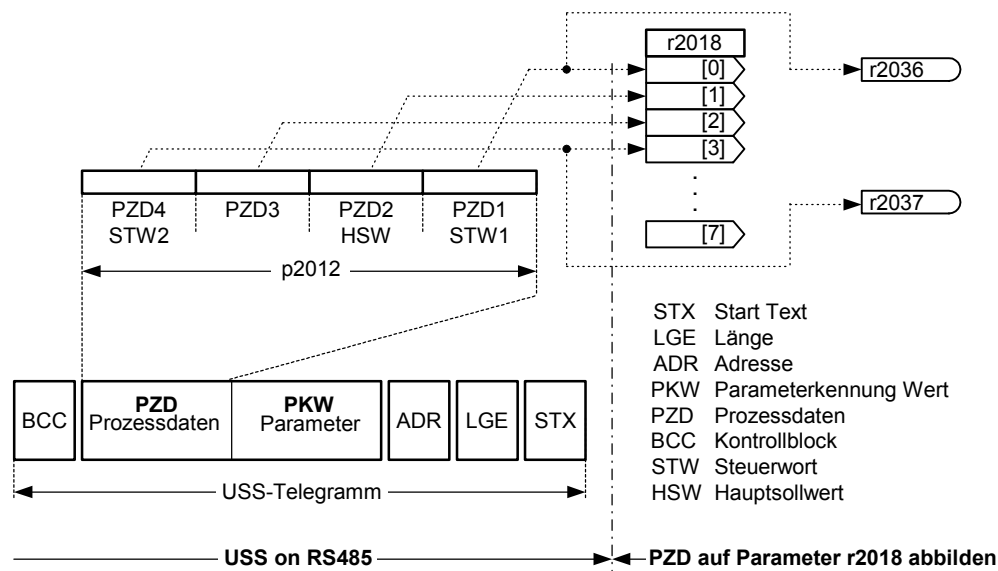 r2018
[0]
r2036
[1]
[2]
[3]
PZD4 PZD3 PZD2 PZD1
STW2 HSW STW1
r2037
[7]
p2012
STX Start Text
LGE Länge
ADR Adresse
PKW Parameterkennung Wert
PZD Prozessdaten
BCC Kontrollblock
STW Steuerwort
HSW Hauptsollwert
BCC PZD Prozessdaten PKW Parameter ADR LGE STX
USS-Telegramm
USS on RS485 PZD auf Parameter r2018 abbilden